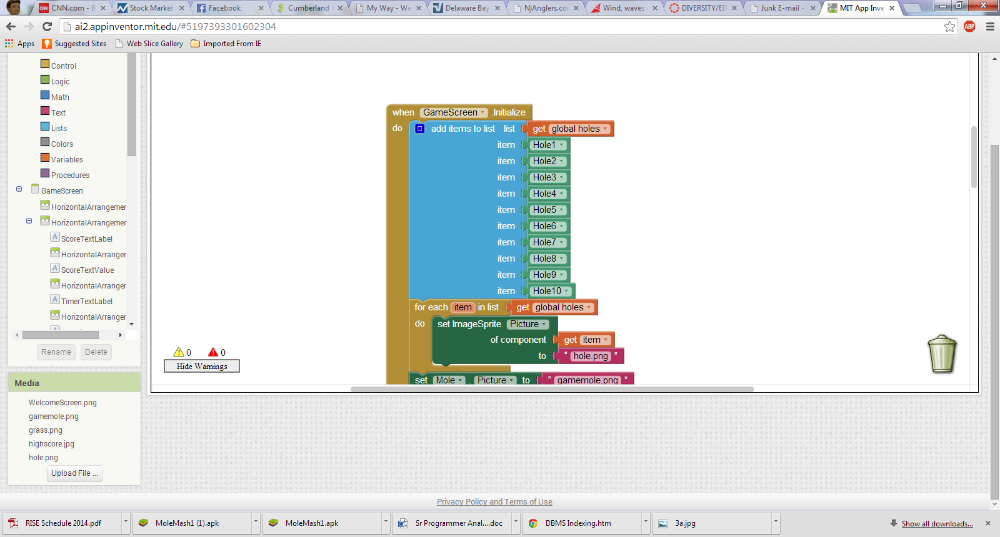 CNN.com - B
Stock Market
Facebook
Cumberland
My Way - We
Delaware Bay
NjAnglers.co
Wind, waves
DIVERSITY/ED
Junk E-mail -
MIT App Inve
ai2.appinventor.mit.edu/#5197393301602304
ABP
Apps
Suggested Sites
Web Slice Gallery
Imported From IE
Control
Logic
Math
Text
Lists
Colors
Variables
Procedures
GameScreen
HorizontalArrangemer
HorizontalArrangemer
ScoreTextLabel
HorizontalArranger
ScoreTextValue
HorizontalArranger
TimerTextLabel
HorizontalArranger
Rename Delete
Media
WelcomeScreen.png
gamemole.png
grass.png
highscore.jpg
hole.png
Upload File ...
when GameScreen .Initialize
do add items to list list get global holes
item Hole1
item Hole2
item Hole3
item Hole4
item Hole5
item Hole6
item Hole7
item Hole8
item Hole9
item Hole10
for each item in list get global holes
do set ImageSprite. Picture
of component get item
to " hole.png "
set Mole . Picture to " gamemole.png "
0 0
Hide Warnings
Privacy Policy and Terms of Use
RISE Schedule 2014.pdf
MoleMash1 (1).apk
MoleMash1.apk
Sr Programmer Anal....doc
DBMS Indexing.htm
3a.jpg
Show all downloads...